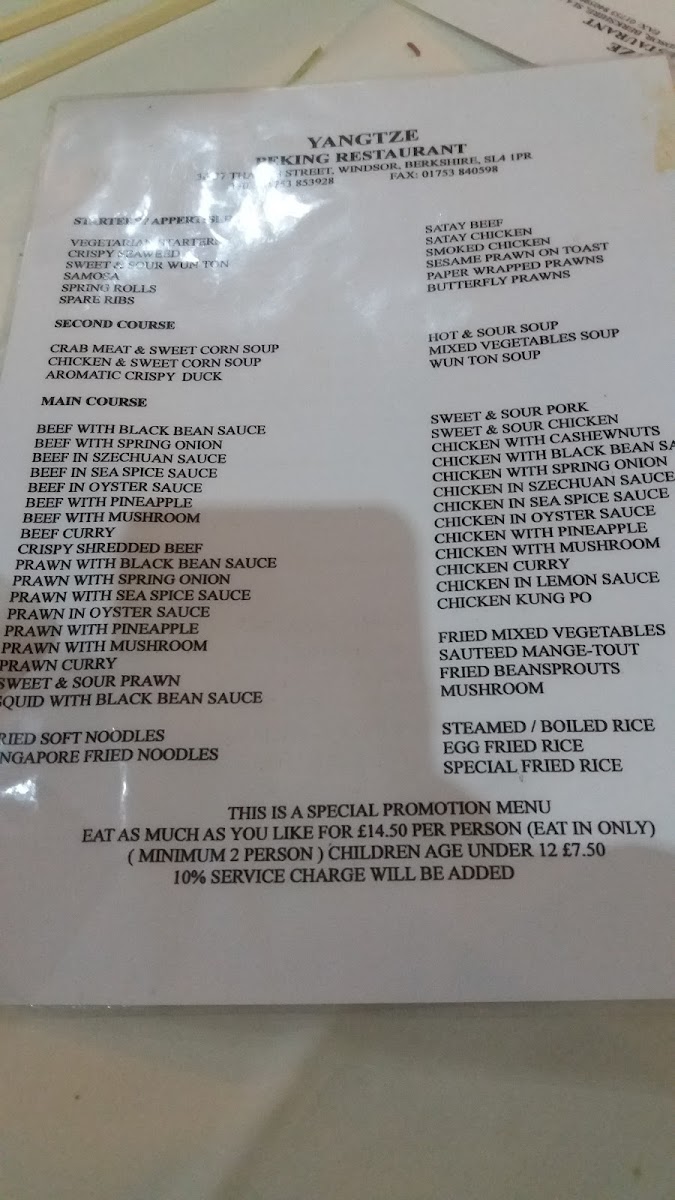 YANGTZE
PEKING RESTAURANT
STREET, WINDSOR, BERKSHIRE, SL4 1PR
853928 FAX: 01753 840598
STARTERS / APPERTISER
VEGETARIAN STARTERS
CRISPY SEAWEED
SWEET & SOUR WUN TON
SAMOSA
SPRING ROLLS
SPARE RIBS
SATAY BEEF
SATAY CHICKEN
SMOKED CHICKEN
SESAME PRAWN ON TOAST
PAPER WRAPPED PRAWNS
BUTTERFLY PRAWNS
SECOND COURSE
CRAB MEAT & SWEET CORN SOUP
CHICKEN & SWEET CORN SOUP
AROMATIC CRISPY DUCK
HOT & SOUR SOUP
MIXED VEGETABLES SOUP
WUN TON SOUP
MAIN COURSE
BEEF WITH BLACK BEAN SAUCE
BEEF WITH SPRING ONION
BEEF IN SZECHUAN SAUCE
BEEF IN SEA SPICE SAUCE
BEEF IN OYSTER SAUCE
BEEF WITH PINEAPPLE
BEEF WITH MUSHROOM
BEEF CURRY
CRISPY SHREDDED BEEF
PRAWN WITH BLACK BEAN SAUCE
PRAWN WITH SPRING ONION
PRAWN WITH SEA SPICE SAUCE
PRAWN IN OYSTER SAUCE
PRAWN WITH PINEAPPLE
PRAWN WITH MUSHROOM
PRAWN CURRY
SWEET & SOUR PRAWN
SQUID WITH BLACK BEAN SAUCE
RIED SOFT NOODLES
NGAPORE FRIED NOODLES
SWEET & SOUR PORK
SWEET & SOUR CHICKEN
CHICKEN WITH CASHEWNUTS
CHICKEN WITH BLACK BEAN SA
CHICKEN WITH SPRING ONION
CHICKEN IN SZECHUAN SAUCE
CHICKEN IN SEA SPICE SAUCE
CHICKEN IN OYSTER SAUCE
CHICKEN WITH PINEAPPLE
CHICKEN WITH MUSHROOM
CHICKEN CURRY
CHICKEN IN LEMON SAUCE
CHICKEN KUNG PO
FRIED MIXED VEGETABLES
SAUTEED MANGE-TOUT
FRIED BEANSPROUTS
MUSHROOM
STEAMED / BOILED RICE
EGG FRIED RICE
SPECIAL FRIED RICE
THIS IS A SPECIAL PROMOTION MENU
EAT AS MUCH AS YOU LIKE FOR £14.50 PER PERSON (EAT IN ONLY)
( MINIMUM 2 PERSON ) CHILDREN AGE UNDER 12 £7.50
10% SERVICE CHARGE WILL BE ADDED